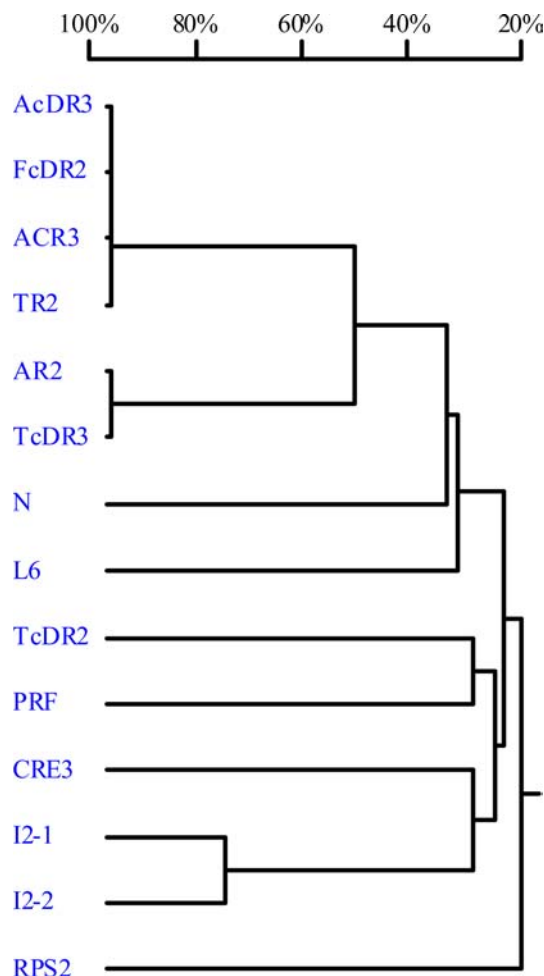 100% 80% 60% 40% 20%
AcDR3
FcDR2
ACR3
TR2
AR2
TcDR3
N
L6
TcDR2
PRF
CRE3
I2-1
I2-2
RPS2